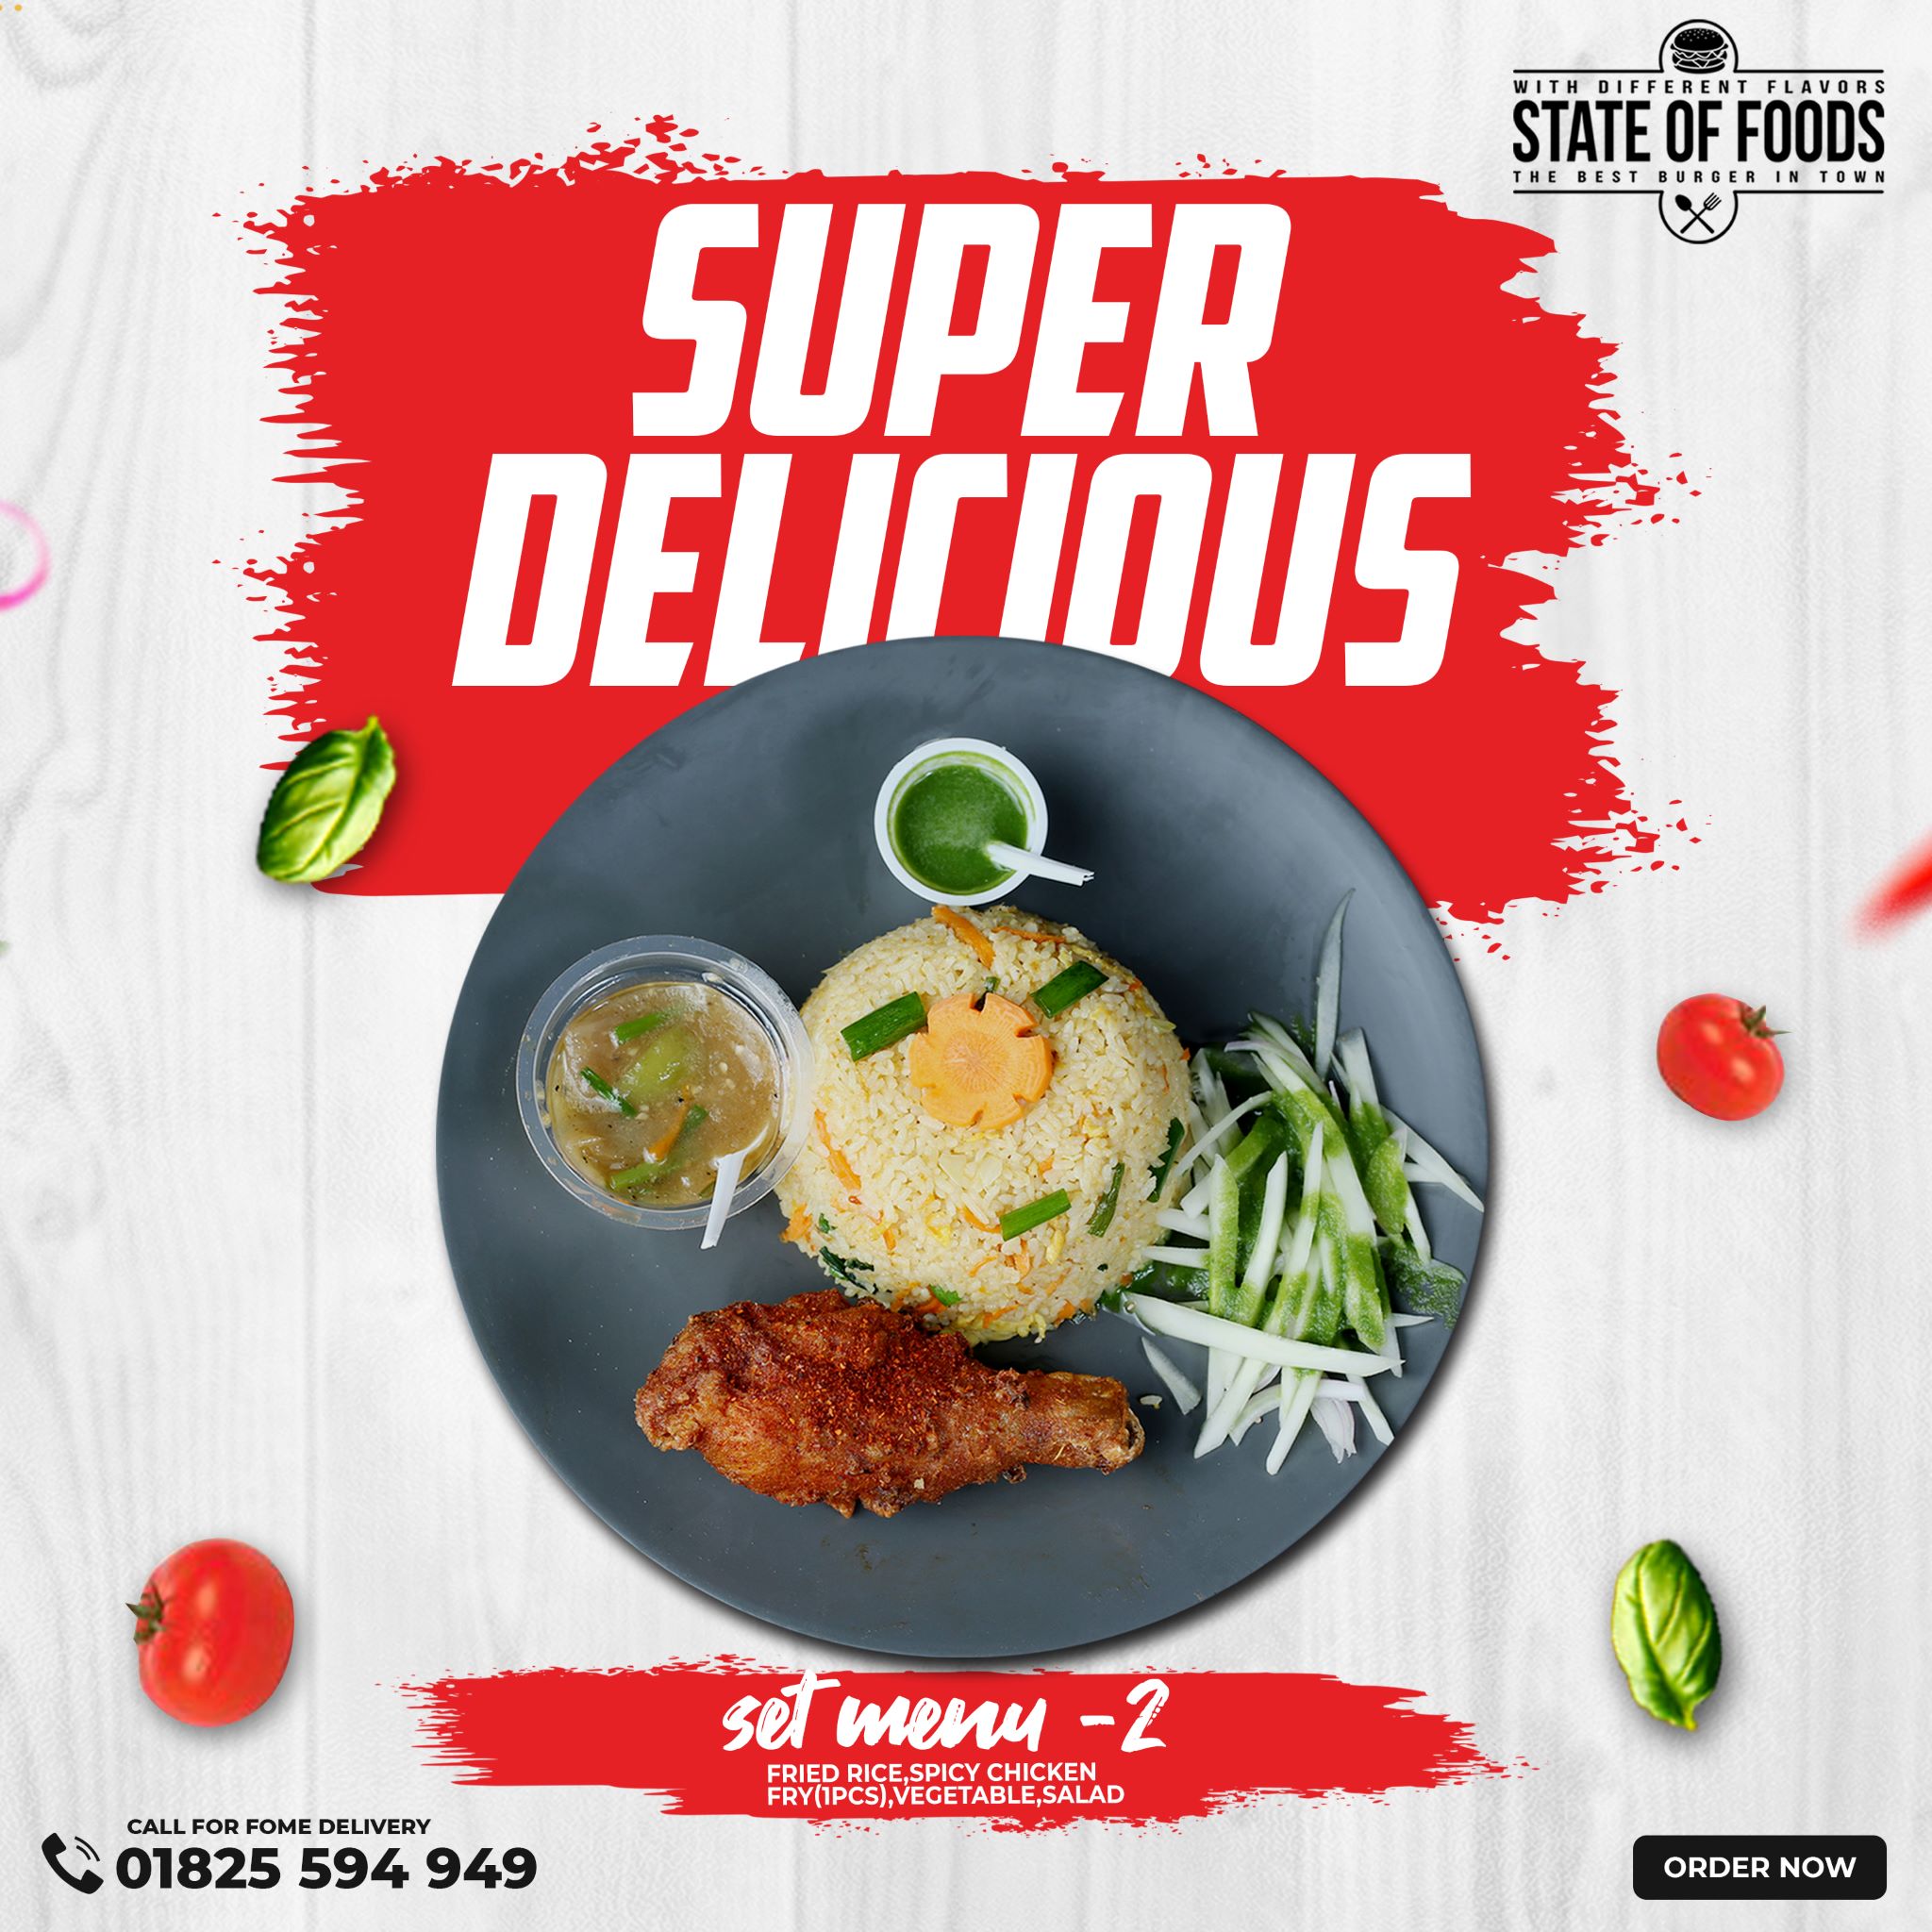 WITH DIFFERENT FLAVORS
STATE OF FOODS
THE BEST BURGER IN TOWN
SUPER
DELICIOUS
set menu -2
FRIED RICE,SPICY CHICKEN
FRY(1PCS),VEGETABLE,SALAD
CALL FOR FOME DELIVERY
01825 594 949
ORDER NOW